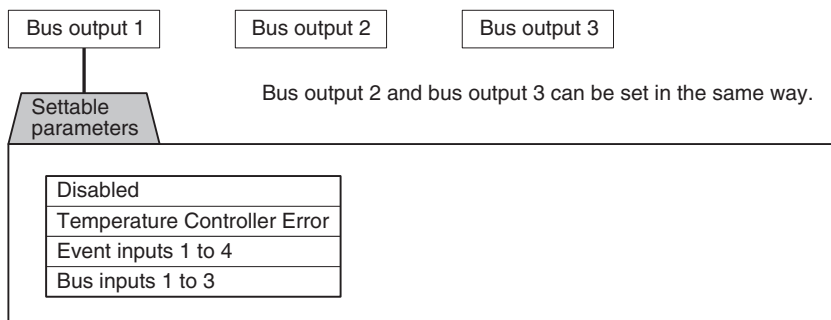 Bus output 1
Bus output 2
Bus output 3
Bus output 2 and bus output 3 can be set in the same way.
Settable
parameters
Disabled
Temperature Controller Error
Event inputs 1 to 4
Bus inputs 1 to 3